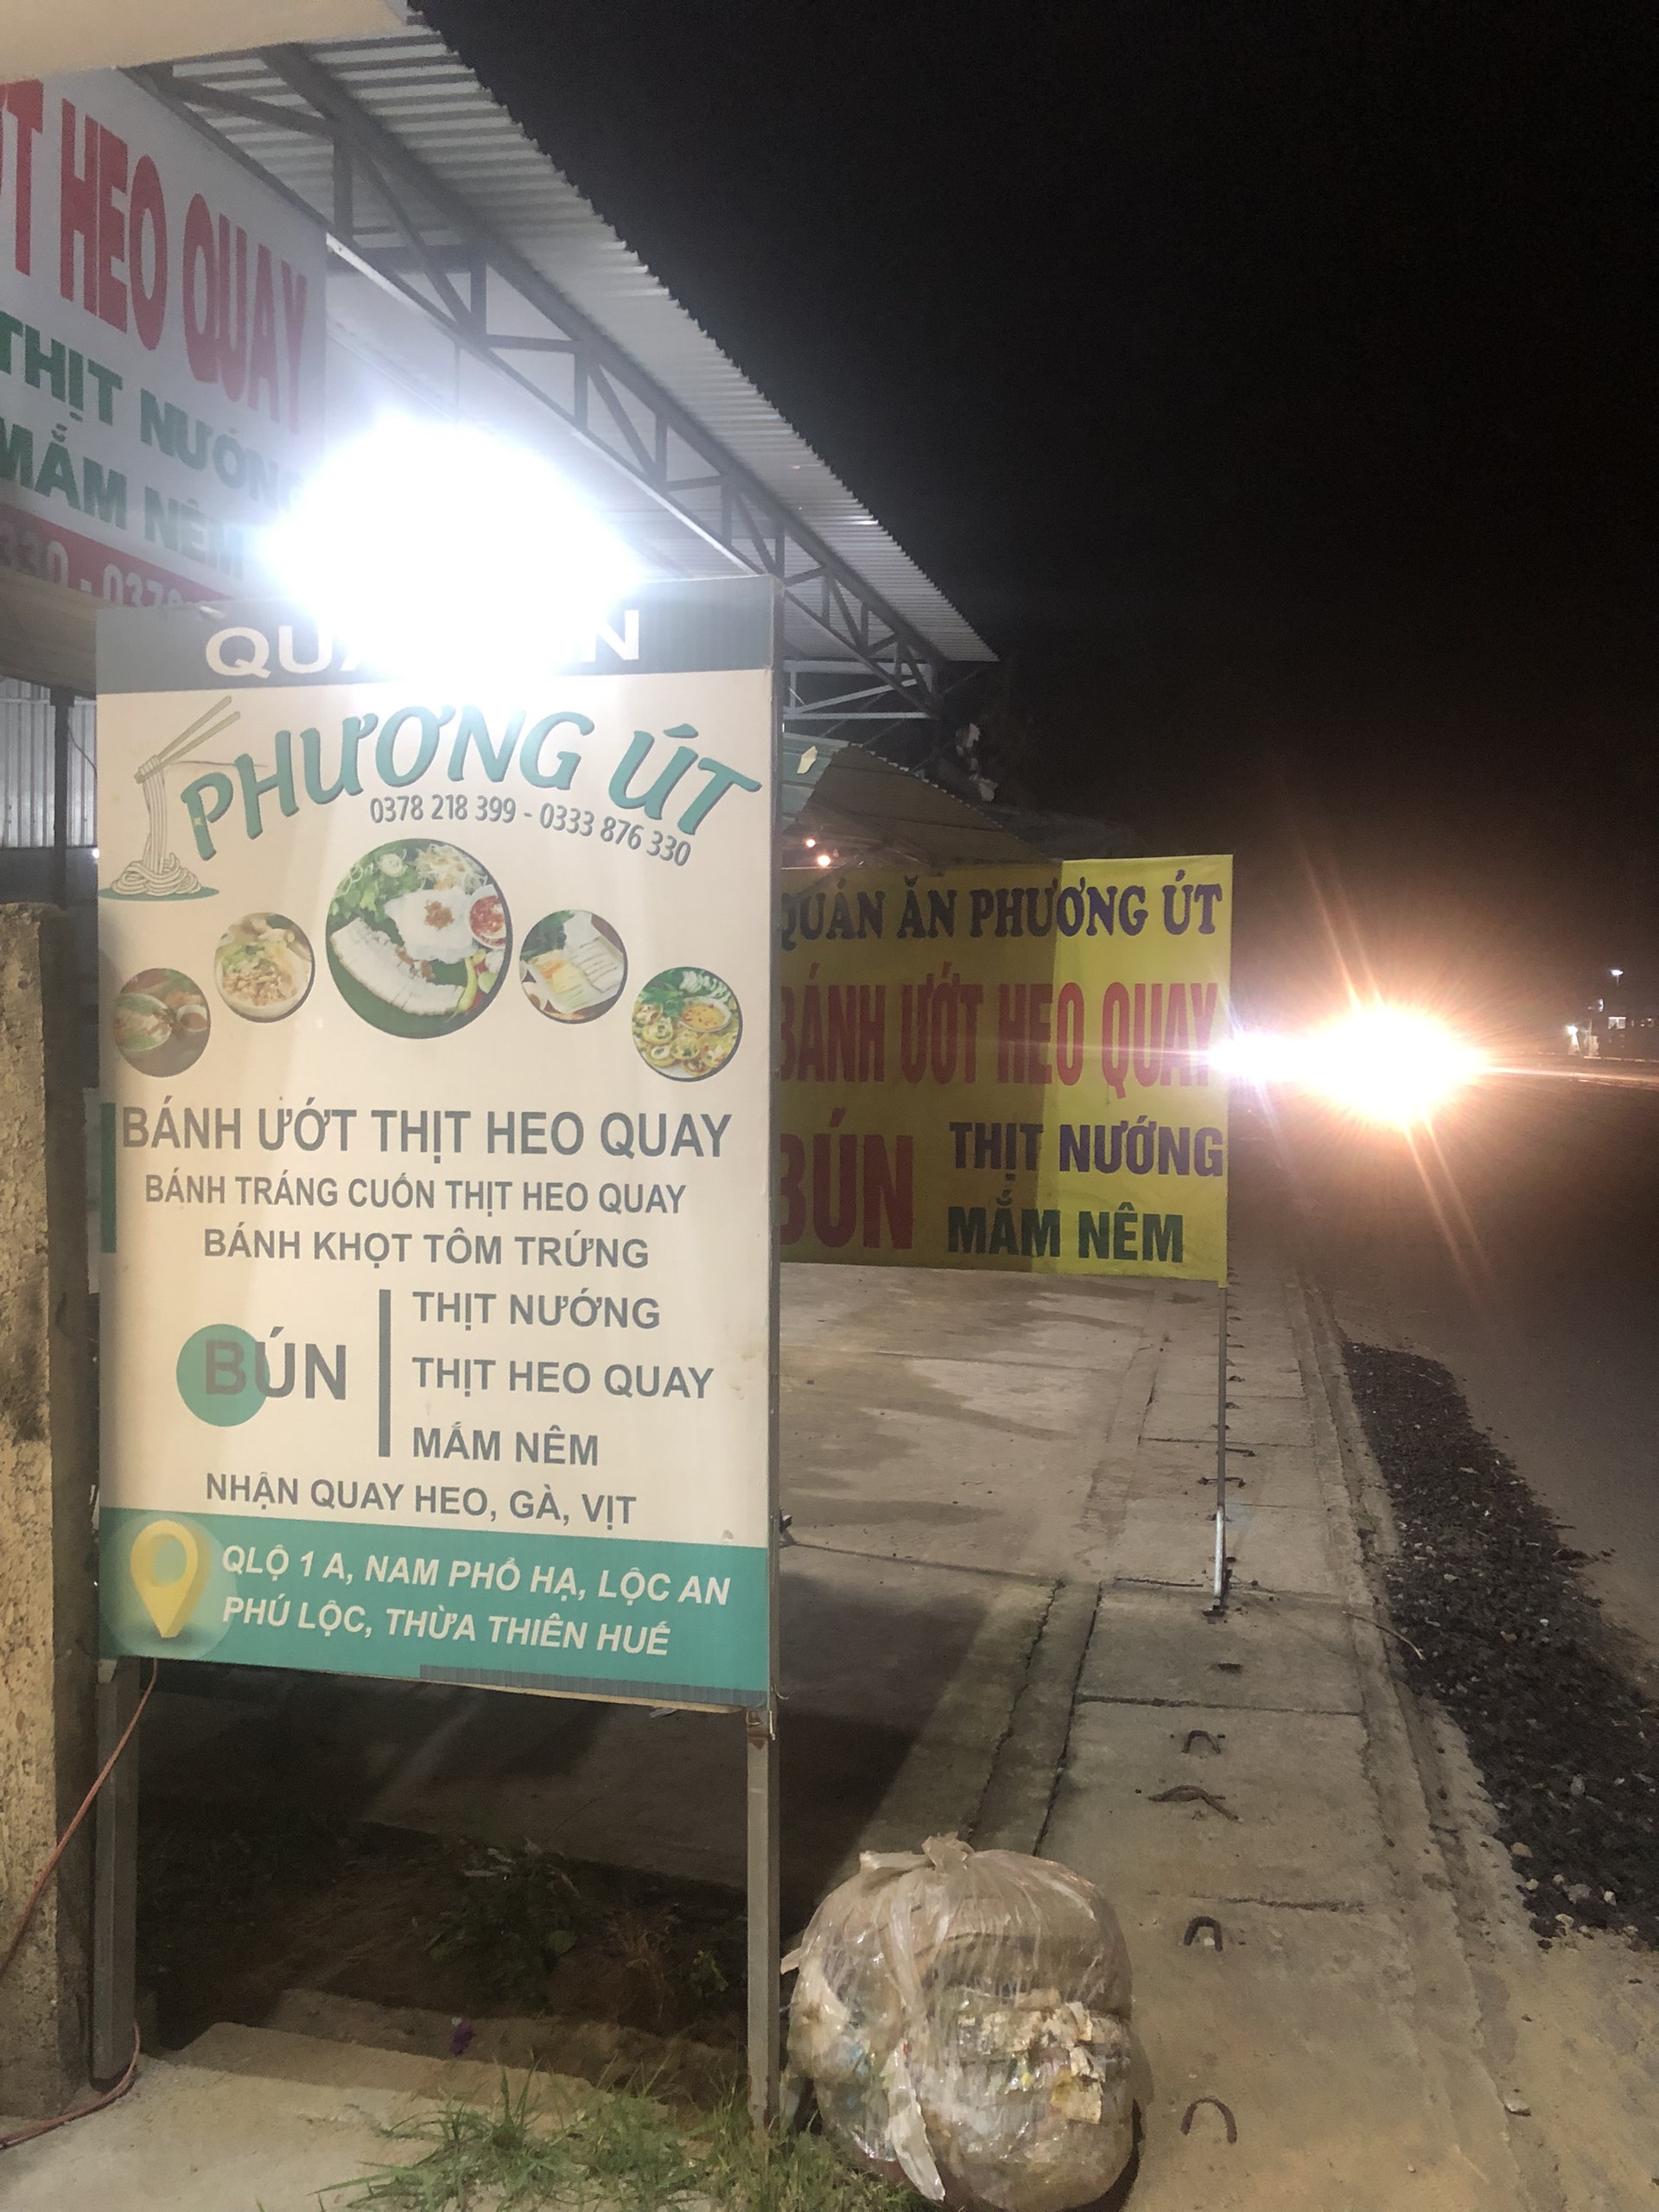 HEO QUAY
THỊT NƯỚNG
MẮM NÊM
330 - 0378
PHƯƠNG ÚT
0378 218 399 - 0333 876 330
BÁNH ƯỚT THỊT HEO QUAY
BÁNH TRÁNG CUỐN THỊT HEO QUAY
BÁNH KHỌT TÔM TRỨNG
BÚN
THỊT NƯỚNG
THỊT HEO QUAY
MẮM NÊM
NHẬN QUAY HEO, GÀ, VỊT
QLỘ 1 A, NAM PHỔ HẠ, LỘC AN
PHÚ LỘC, THỪA THIÊN HUẾ
QUÁN ĂN PHƯƠNG ÚT
BÁNH ƯỚT HEO QUAY
BÚN
THỊT NƯỚNG
MẮM NÊM